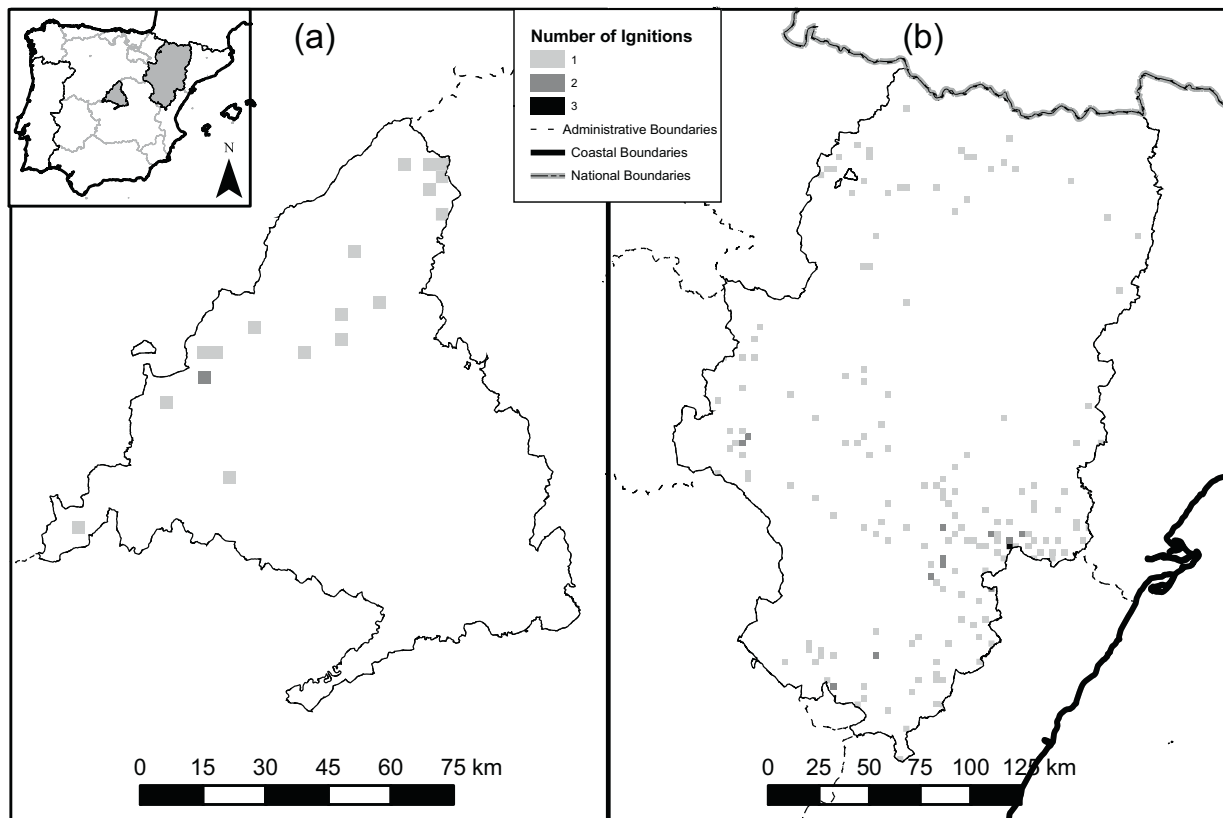 (a)
N
Number of Ignitions
1
2
3
Administrative Boundaries
Coastal Boundaries
National Boundaries
(b)
0 15 30 45 60 75 km
0 25 50 75 100 125 km